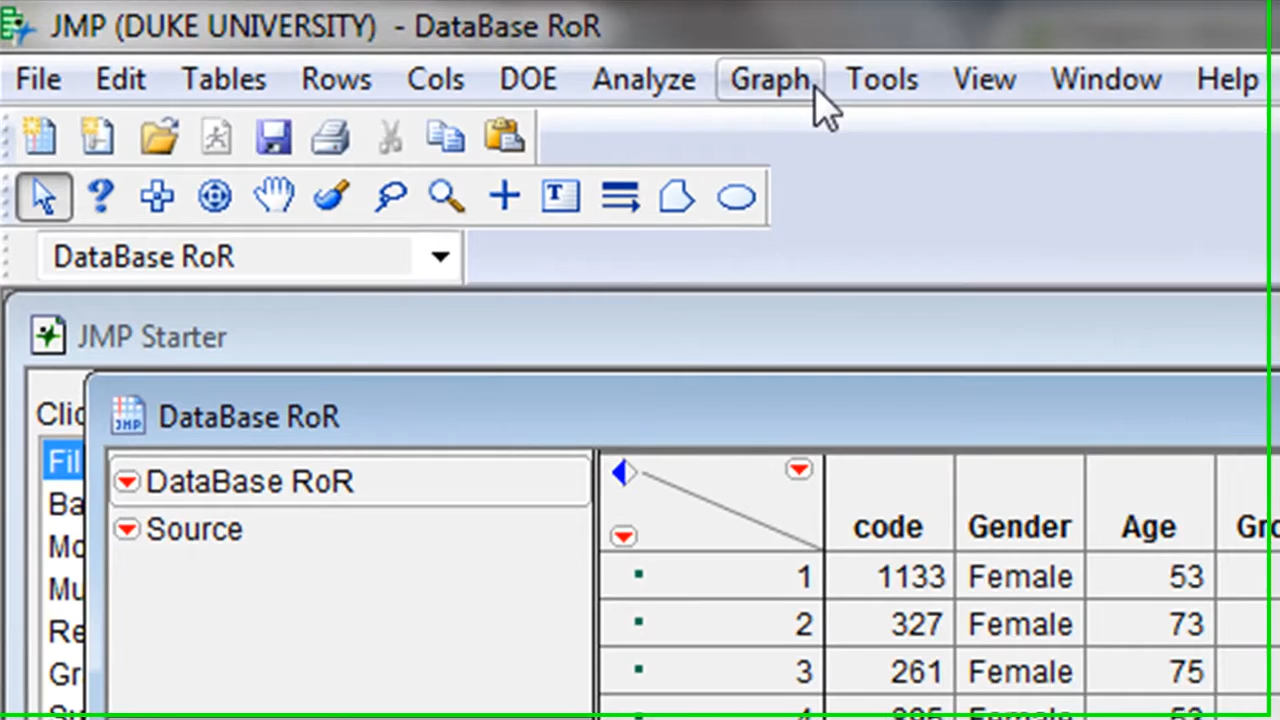 JMP (DUKE UNIVERSITY) - DataBase RoR
File Edit Tables Rows Cols DOE Analyze Graph Tools View Window Help
DataBase RoR
JMP Starter
DataBase RoR
DataBase RoR
Source
code Gender Age
1 1133 Female 53
2 327 Female 73
3 261 Female 75